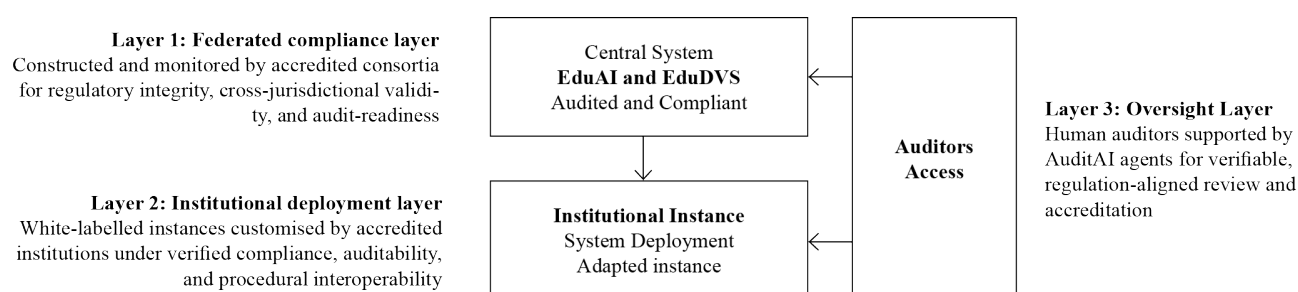 Layer 1: Federated compliance layer
Constructed and monitored by accredited consortia
for regulatory integrity, cross-jurisdictional validi-
ty, and audit-readiness
Central System
EduAI and EduDVS
Audited and Compliant
Layer 2: Institutional deployment layer
White-labelled instances customised by accredited
institutions under verified compliance, auditability,
and procedural interoperability
Institutional Instance
System Deployment
Adapted instance
Auditors
Access
Layer 3: Oversight Layer
Human auditors supported by
AuditAI agents for verifiable,
regulation-aligned review and
accreditation